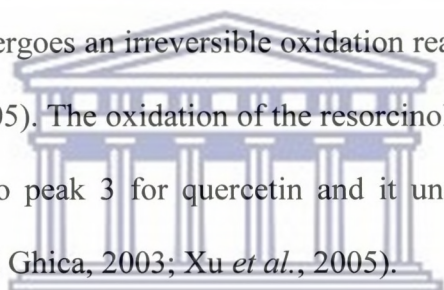 ergoes an irreversible oxidation rea
05). The oxidation of the resorcino
o peak 3 for quercetin and it un
Ghica, 2003; Xu et al., 2005).